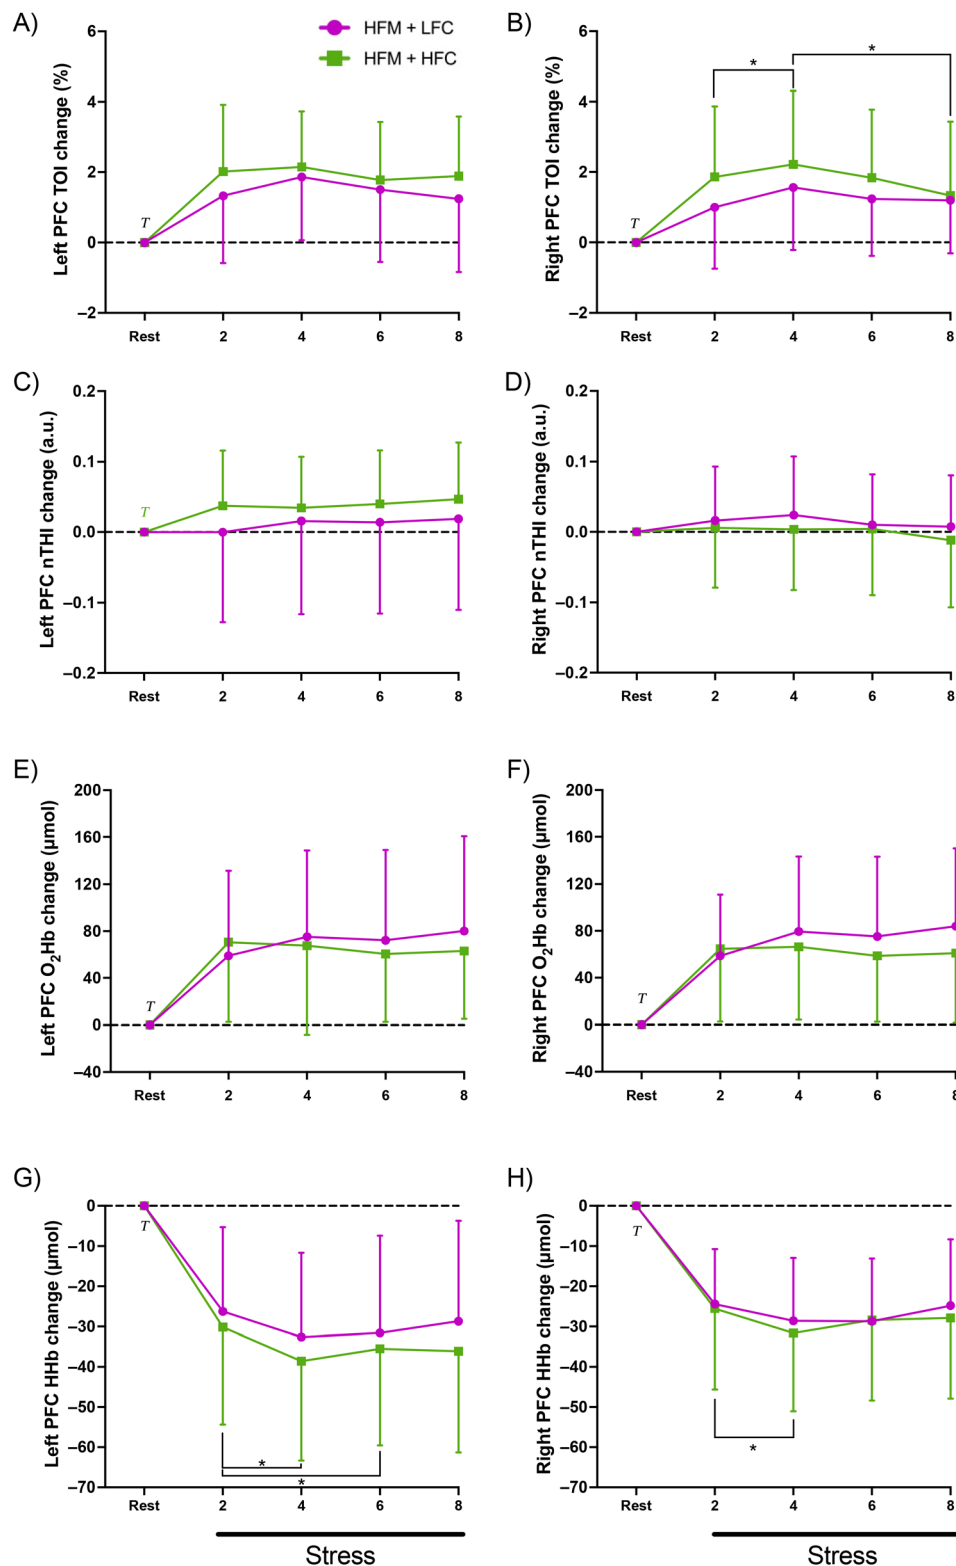 A)
HFM + LFC
HFM + HFC
Left PFC TOI change (%)
6
4
2
0
–2
T
Rest 2 4 6 8
B)
Right PFC TOI change (%)
6
4
2
0
–2
T
*
*
Rest 2 4 6 8
C)
Left PFC nTHI change (a.u.)
0.2
0.1
0.0
–0.1
–0.2
T
Rest 2 4 6 8
D)
Right PFC nTHI change (a.u.)
0.2
0.1
0.0
–0.1
–0.2
Rest 2 4 6 8
E)
Left PFC O₂Hb change (μmol)
200
160
120
80
40
0
–40
T
Rest 2 4 6 8
F)
Right PFC O₂Hb change (μmol)
200
160
120
80
40
0
–40
T
Rest 2 4 6 8
G)
Left PFC HHb change (μmol)
0
–10
–20
–30
–40
–50
–60
–70
T
*
*
Rest 2 4 6 8
Stress
H)
Right PFC HHb change (μmol)
0
–10
–20
–30
–40
–50
–60
–70
T
*
Rest 2 4 6 8
Stress